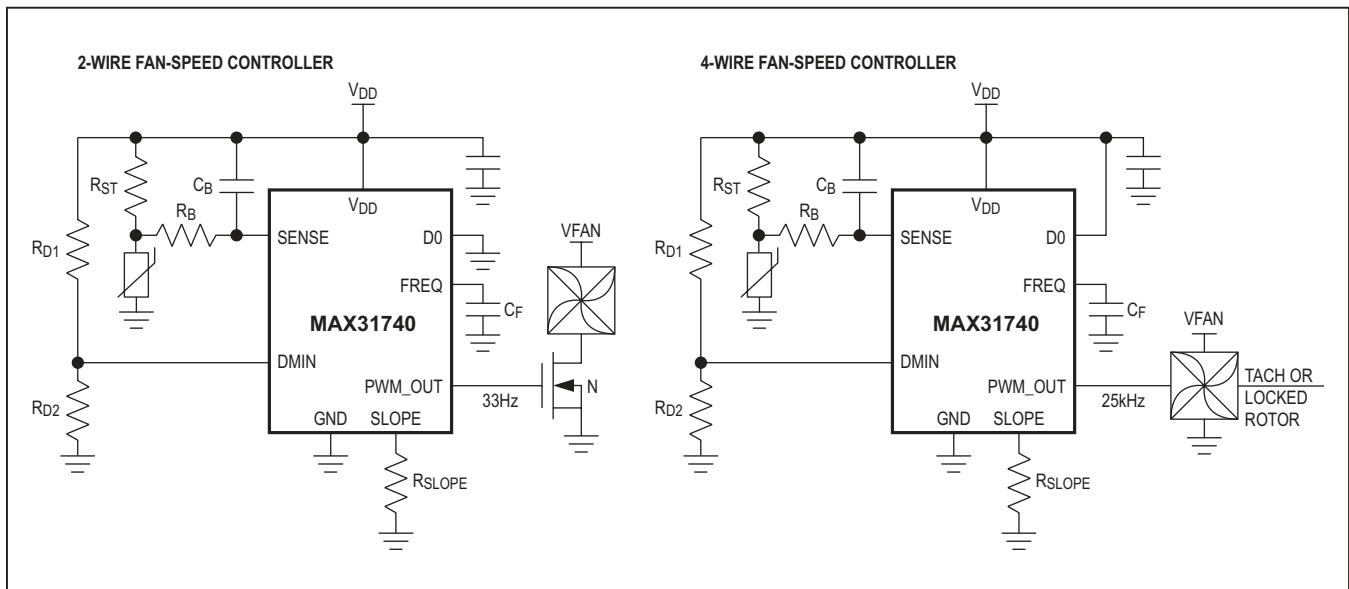 2-WIRE FAN-SPEED CONTROLLER
VDD
RST
CB
RB
VDD
SENSE
D0
VFAN
RD1
FREQ
CF
MAX31740
DMIN
PWM_OUT
33Hz
N
RD2
GND
SLOPE
RSLOPE
4-WIRE FAN-SPEED CONTROLLER
VDD
RST
CB
RB
VDD
SENSE
D0
RD1
FREQ
CF
MAX31740
VFAN
DMIN
PWM_OUT
25kHz
TACH OR
LOCKED
ROTOR
RD2
GND
SLOPE
RSLOPE